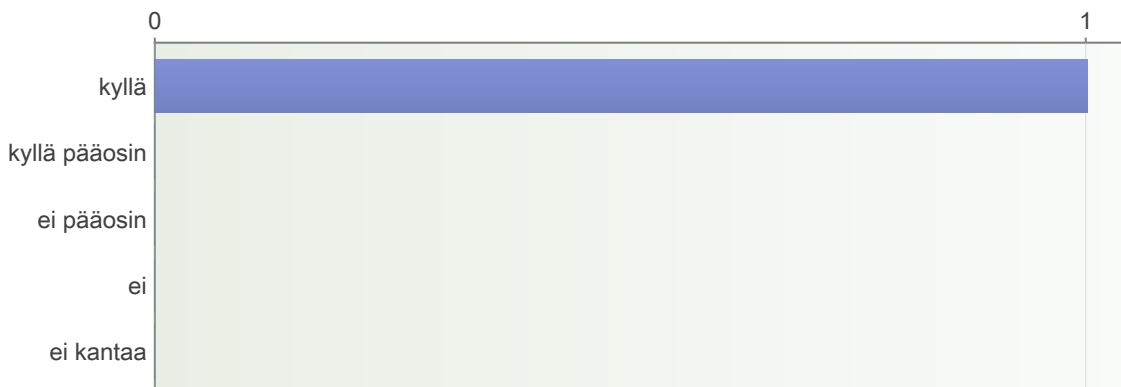 0 1
kyllä
kyllä pääosin
ei pääosin
ei
ei kantaa